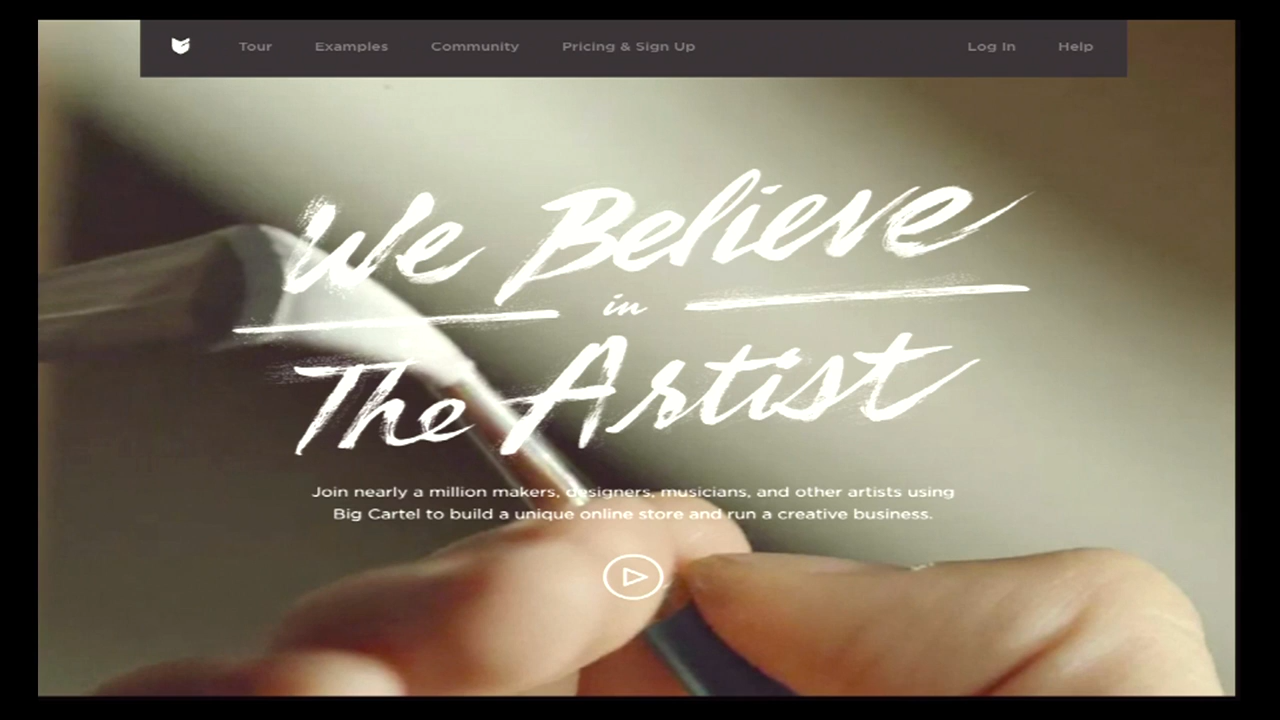 Tour Examples Community Pricing & Sign Up Log In Help
We Believe
in
The Artist
Join nearly a million makers, designers, musicians, and other artists using
Big Cartel to build a unique online store and run a creative business.